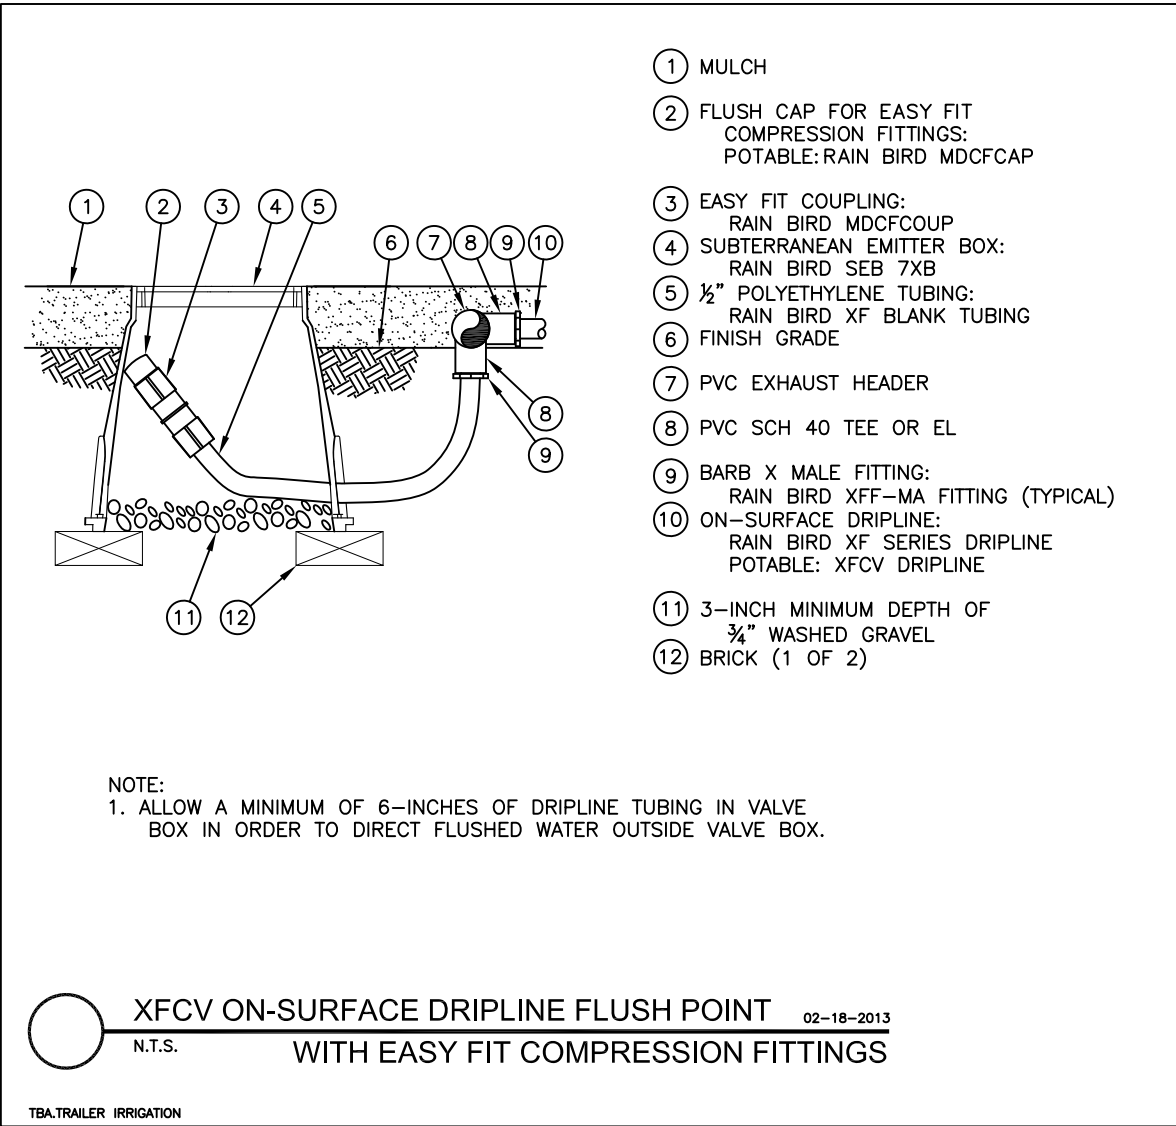 1 MULCH
2 FLUSH CAP FOR EASY FIT
COMPRESSION FITTINGS:
POTABLE: RAIN BIRD MDCFCAP
3 EASY FIT COUPLING:
RAIN BIRD MDCFCOUP
4 SUBTERRANEAN EMITTER BOX:
RAIN BIRD SEB 7XB
5 ½" POLYETHYLENE TUBING:
RAIN BIRD XF BLANK TUBING
6 FINISH GRADE
7 PVC EXHAUST HEADER
8 PVC SCH 40 TEE OR EL
9 BARB X MALE FITTING:
RAIN BIRD XFF-MA FITTING (TYPICAL)
10 ON-SURFACE DRIPLINE:
RAIN BIRD XF SERIES DRIPLINE
POTABLE: XFCV DRIPLINE
11 3-INCH MINIMUM DEPTH OF
¾" WASHED GRAVEL
12 BRICK (1 OF 2)
1 2 3 4 5
6 7 8 9 10
8
9
11 12
NOTE:
1. ALLOW A MINIMUM OF 6-INCHES OF DRIPLINE TUBING IN VALVE
BOX IN ORDER TO DIRECT FLUSHED WATER OUTSIDE VALVE BOX.
XFCV ON-SURFACE DRIPLINE FLUSH POINT 02-18-2013
N.T.S. WITH EASY FIT COMPRESSION FITTINGS
TBA.TRAILER IRRIGATION